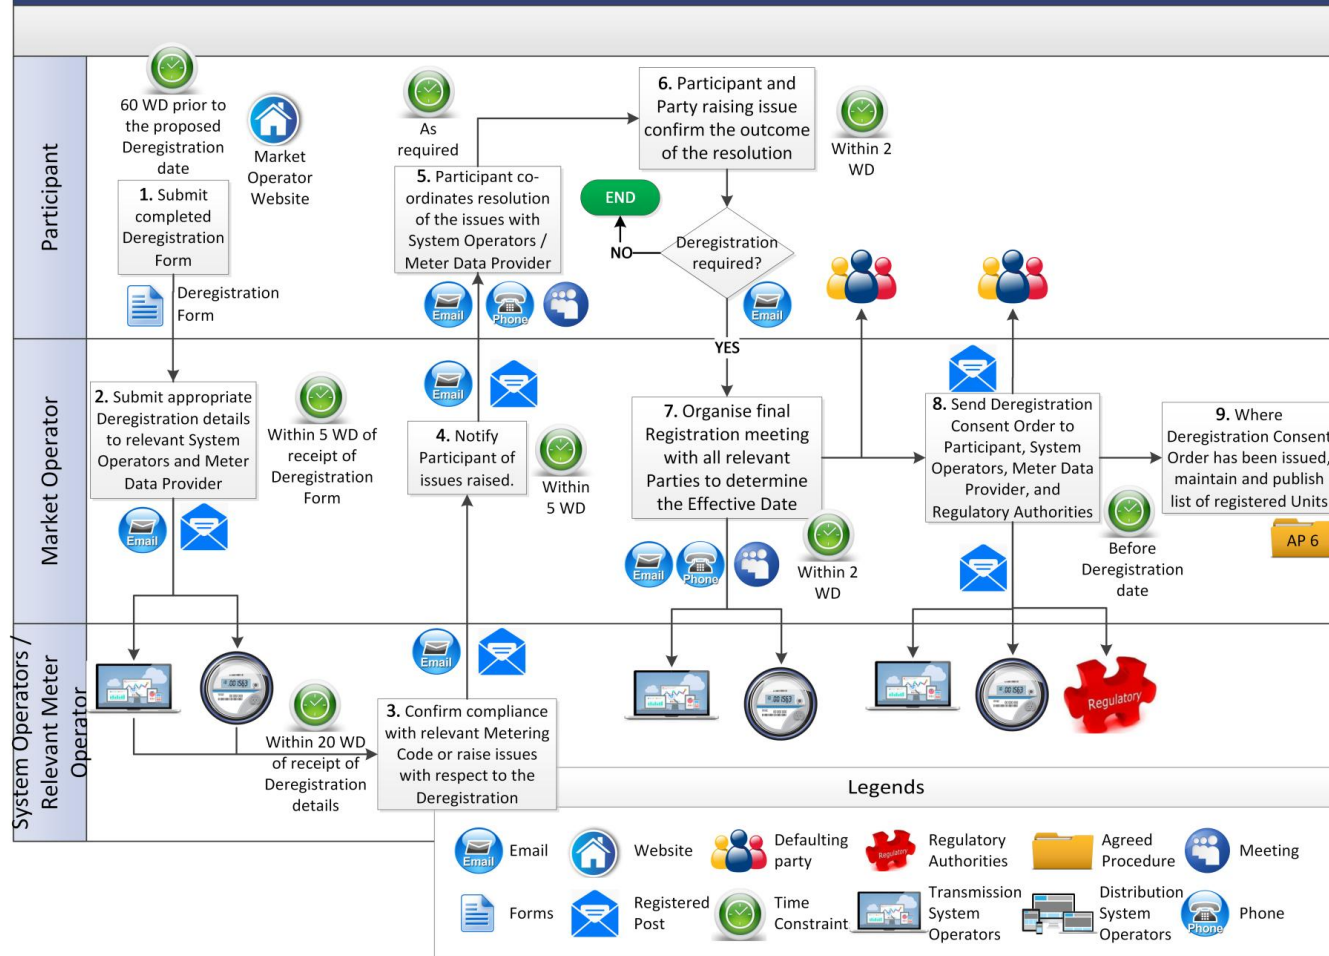 Participant
60 WD prior to
the proposed
Deregistration
date
Market
Operator
Website
1. Submit
completed
Deregistration
Form
Deregistration
Form
As
required
5. Participant co-
ordinates resolution
of the issues with
System Operators /
Meter Data Provider
Email
Phone
6. Participant and
Party raising issue
confirm the outcome
of the resolution
Within 2
WD
END
NO
Deregistration
required?
Email
YES
Market Operator
2. Submit appropriate
Deregistration details
to relevant System
Operators and Meter
Data Provider
Within 5 WD of
receipt of
Deregistration
Form
Email
Email
4. Notify
Participant of
issues raised.
Within
5 WD
7. Organise final
Registration meeting
with all relevant
Parties to determine
the Effective Date
Email
Phone
Within 2
WD
8. Send Deregistration
Consent Order to
Participant, System
Operators, Meter Data
Provider, and
Regulatory Authorities
Before
Deregistration
date
9. Where
Deregistration Consent
Order has been issued,
maintain and publish
list of registered Units
AP 6
System Operators /
Relevant Meter
Operator
Within 20 WD
of receipt of
Deregistration
details
Email
3. Confirm compliance
with relevant Metering
Code or raise issues
with respect to the
Deregistration
Regulatory
Legends
Email
Email
Website
Defaulting
party
Regulatory
Regulatory
Authorities
Agreed
Procedure
Meeting
Forms
Registered
Post
Time
Constraint
Transmission
System
Operators
Distribution
System
Operators
Phone
Phone